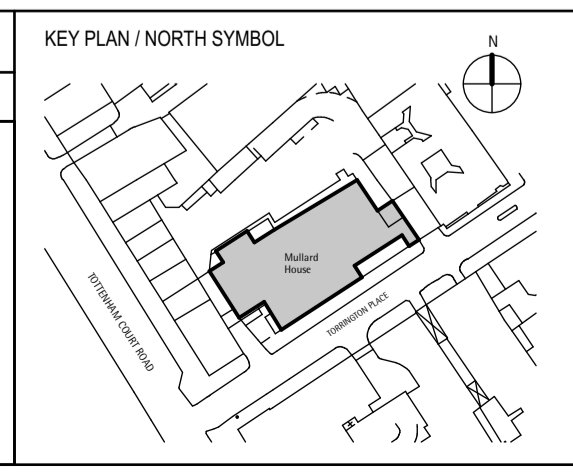 KEY PLAN / NORTH SYMBOL
N
Mullard
House
TOTTENHAM COURT ROAD
TORRINGTON PLACE